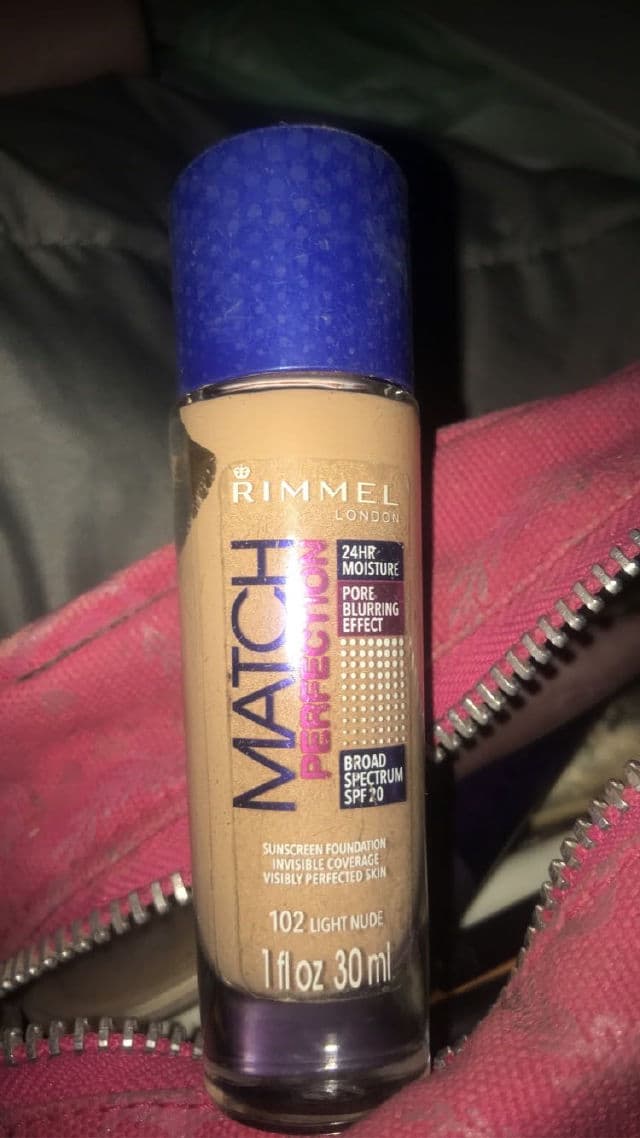 RIMMEL
LONDON
MATCH
PERFECTION
24HR
MOISTURE
PORE
BLURRING
EFFECT
BROAD
SPECTRUM
SPF 20
SUNSCREEN FOUNDATION
INVISIBLE COVERAGE
VISIBLY PERFECTED SKIN
102 LIGHT NUDE
1 fl oz 30 ml